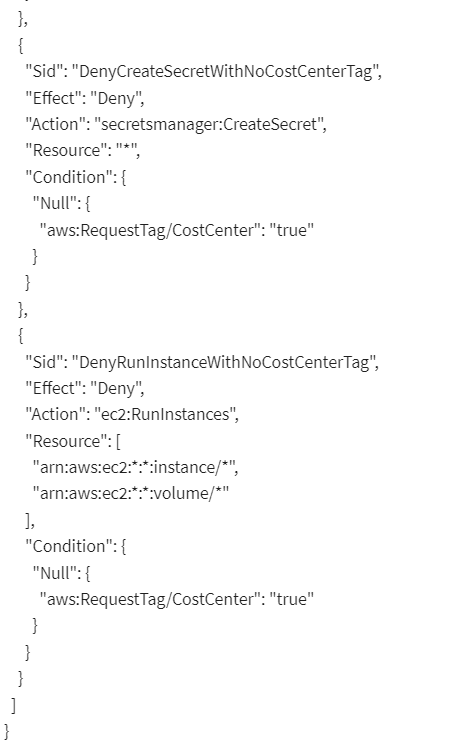 },
{
"Sid": "DenyCreateSecretWithNoCostCenterTag",
"Effect": "Deny",
"Action": "secretsmanager:CreateSecret",
"Resource": "*",
"Condition": {
"Null": {
"aws:RequestTag/CostCenter": "true"
}
}
},
{
"Sid": "DenyRunInstanceWithNoCostCenterTag",
"Effect": "Deny",
"Action": "ec2:RunInstances",
"Resource": [
"arn:aws:ec2:*:*:instance/*",
"arn:aws:ec2:*:*:volume/*"
],
"Condition": {
"Null": {
"aws:RequestTag/CostCenter": "true"
}
}
}
]
}